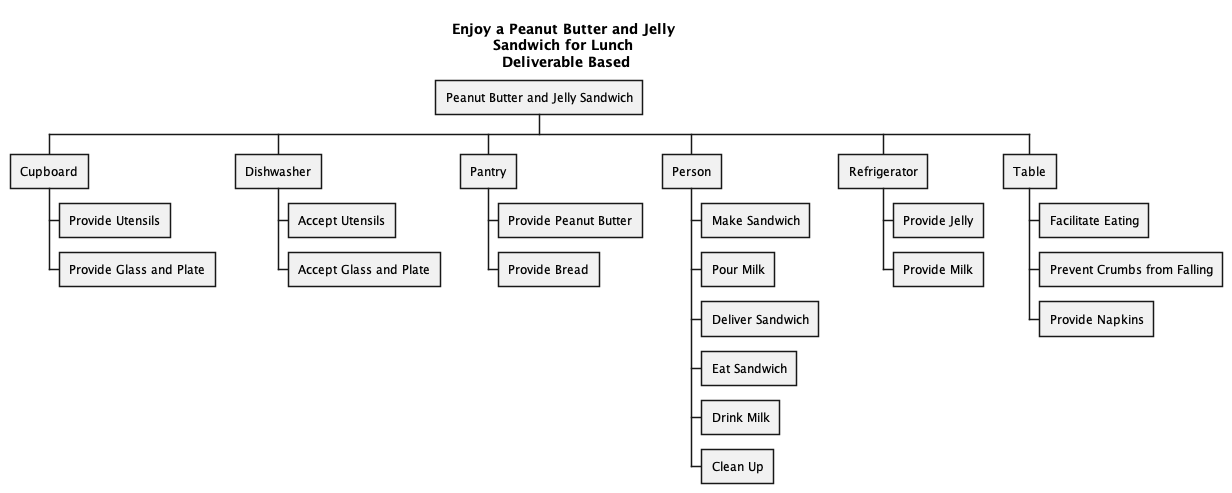 Enjoy a Peanut Butter and Jelly
Sandwich for Lunch
Deliverable Based
Peanut Butter and Jelly Sandwich
Cupboard
Provide Utensils
Provide Glass and Plate
Dishwasher
Accept Utensils
Accept Glass and Plate
Pantry
Provide Peanut Butter
Provide Bread
Person
Make Sandwich
Pour Milk
Deliver Sandwich
Eat Sandwich
Drink Milk
Clean Up
Refrigerator
Provide Jelly
Provide Milk
Table
Facilitate Eating
Prevent Crumbs from Falling
Provide Napkins